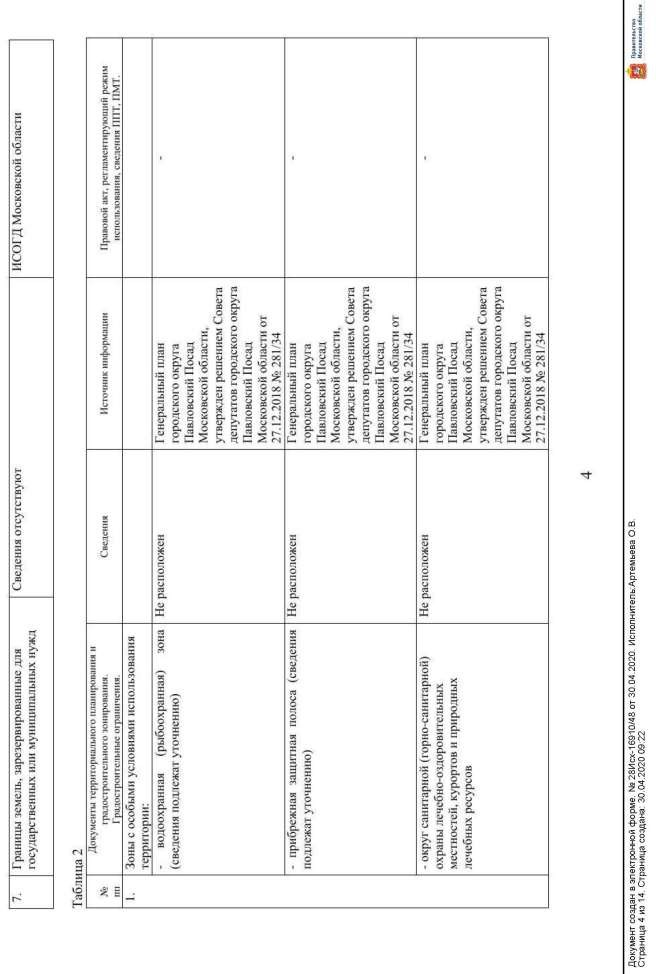 7.
Границы земель, зарезервированные для
государственных или муниципальных нужд
Сведения отсутствуют
ИСОГД Московской области
Таблица 2
№
пп
Документы территориального планирования и
градостроительного зонирования.
Градостроительные ограничения.
Сведения
Источник информации
Правовой акт, регламентирующий режим
использования, сведения ППТ, ПМТ.
1.
Зоны с особыми условиями использования
территории:
- водоохранная (рыбоохранная) зона
(сведения подлежат уточнению)
Не расположен
Генеральный план
городского округа
Павловский Посад
Московской области,
утвержден решением Совета
депутатов городского округа
Павловский Посад
Московской области от
27.12.2018 № 281/34
-
- прибрежная защитная полоса (сведения
подлежат уточнению)
Не расположен
Генеральный план
городского округа
Павловский Посад
Московской области,
утвержден решением Совета
депутатов городского округа
Павловский Посад
Московской области от
27.12.2018 № 281/34
-
- округ санитарной (горно-санитарной)
охраны лечебно-оздоровительных
местностей, курортов и природных
лечебных ресурсов
Не расположен
Генеральный план
городского округа
Павловский Посад
Московской области,
утвержден решением Совета
депутатов городского округа
Павловский Посад
Московской области от
27.12.2018 № 281/34
-
4
Документ создан в электронной форме. № 28Исх-16910/48 от 30.04.2020. Исполнитель:Артемьева О.В.
Страница 4 из 14. Страница создана: 30.04.2020 09:22
Правительство
Московской области